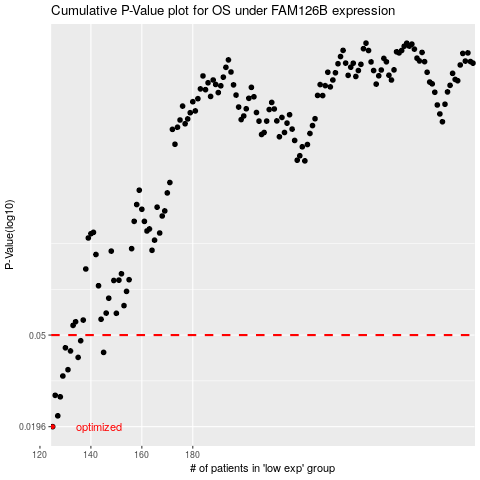 Cumulative P-Value plot for OS under FAM126B expression
P-Value(log10)
0.05
0.0196
optimized
120 140 160 180
# of patients in 'low exp' group